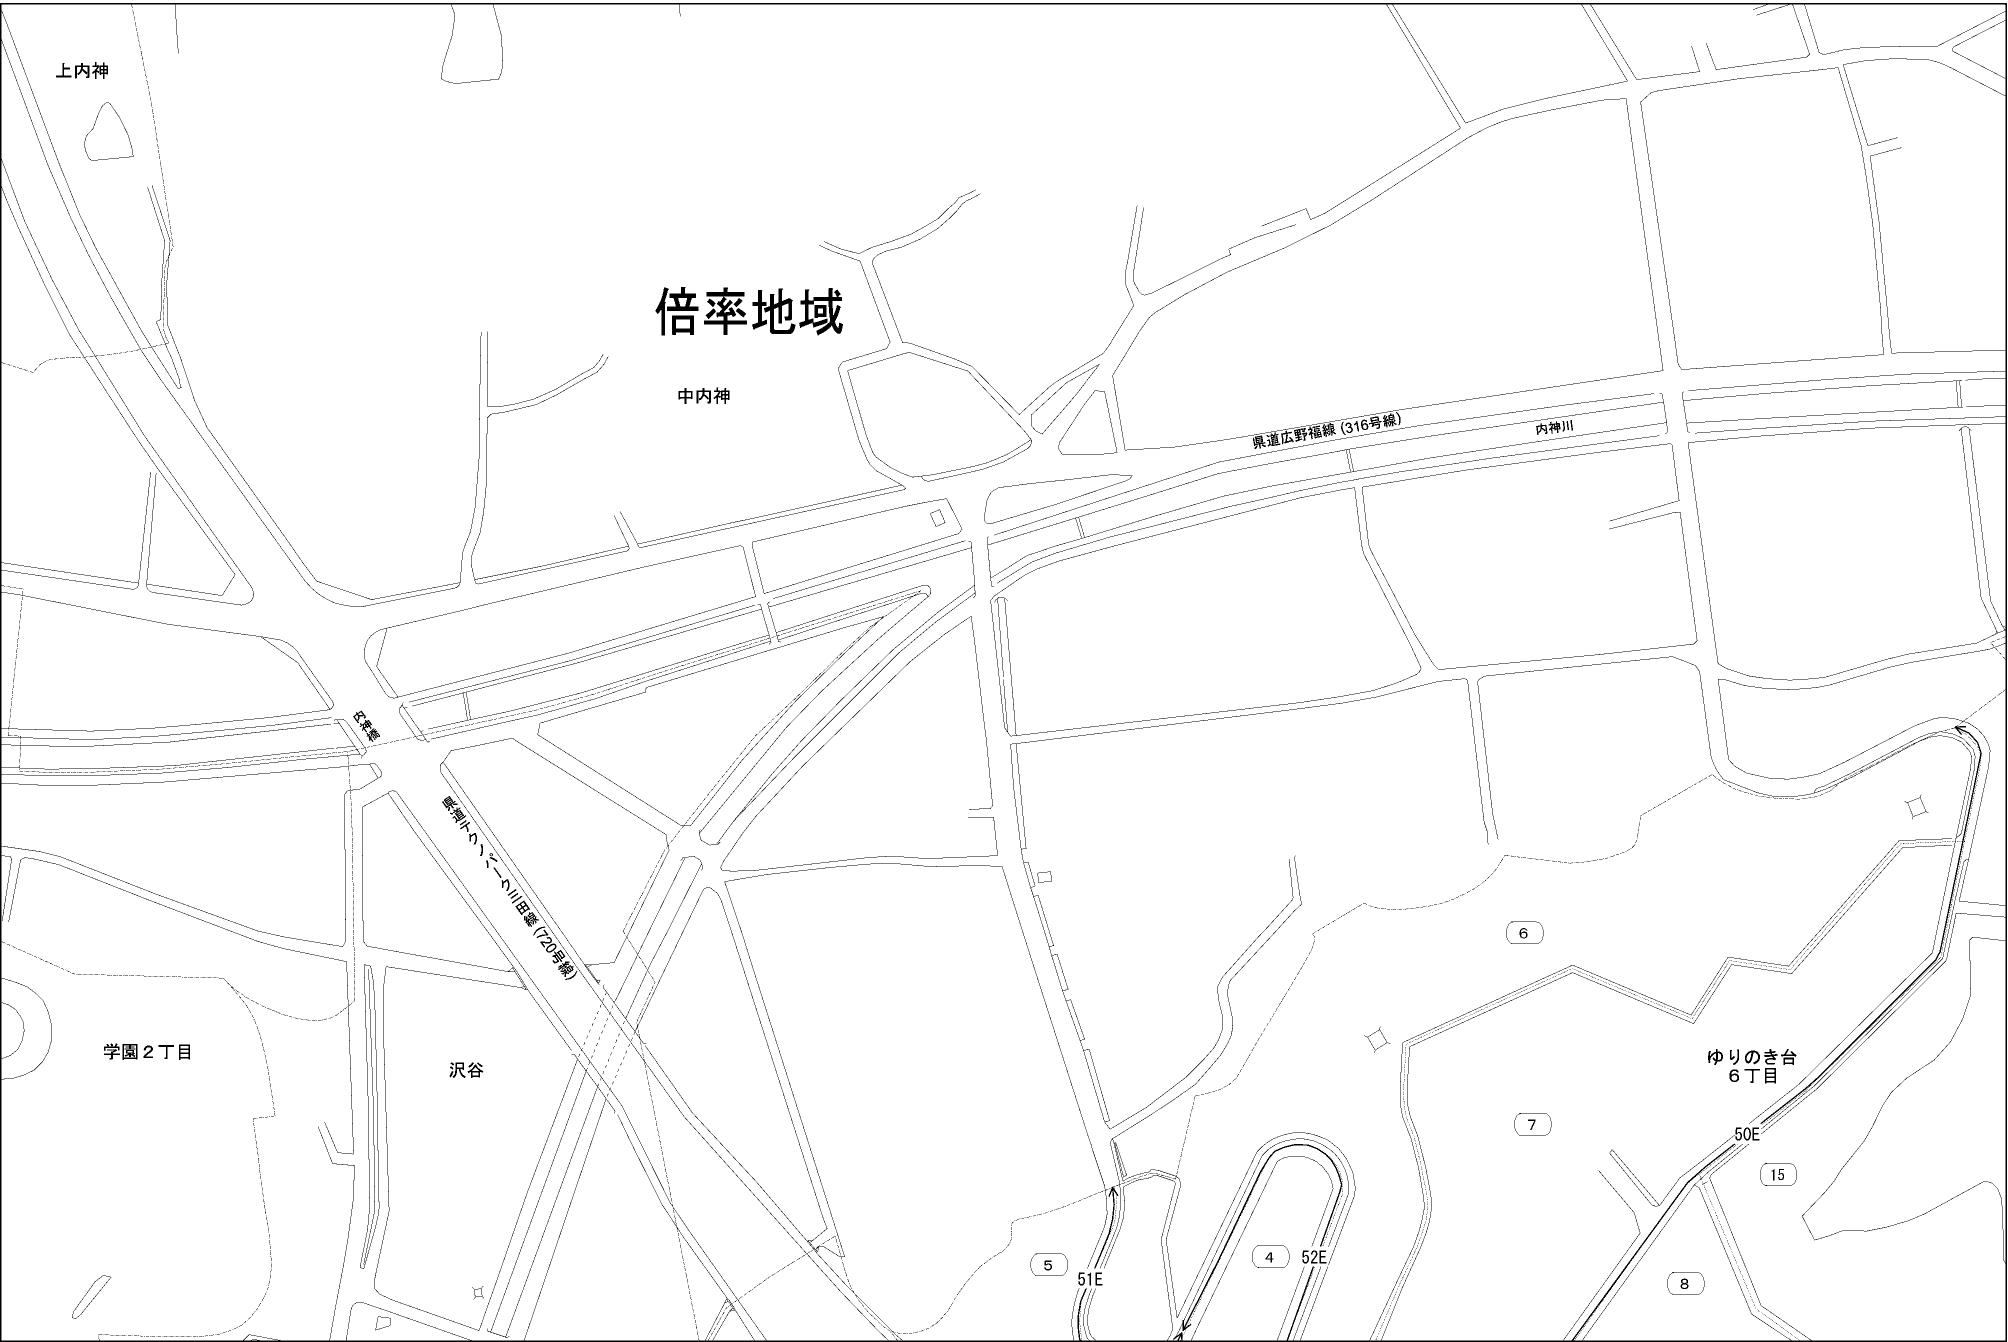 上内神
倍率地域
中内神
県道広野福線 (316号線)
内神川
内神橋
県道テクノパーク三田線 (720号線)
6
学園２丁目
沢谷
ゆりのき台
６丁目
7
50E
15
5
51E
4
52E
8